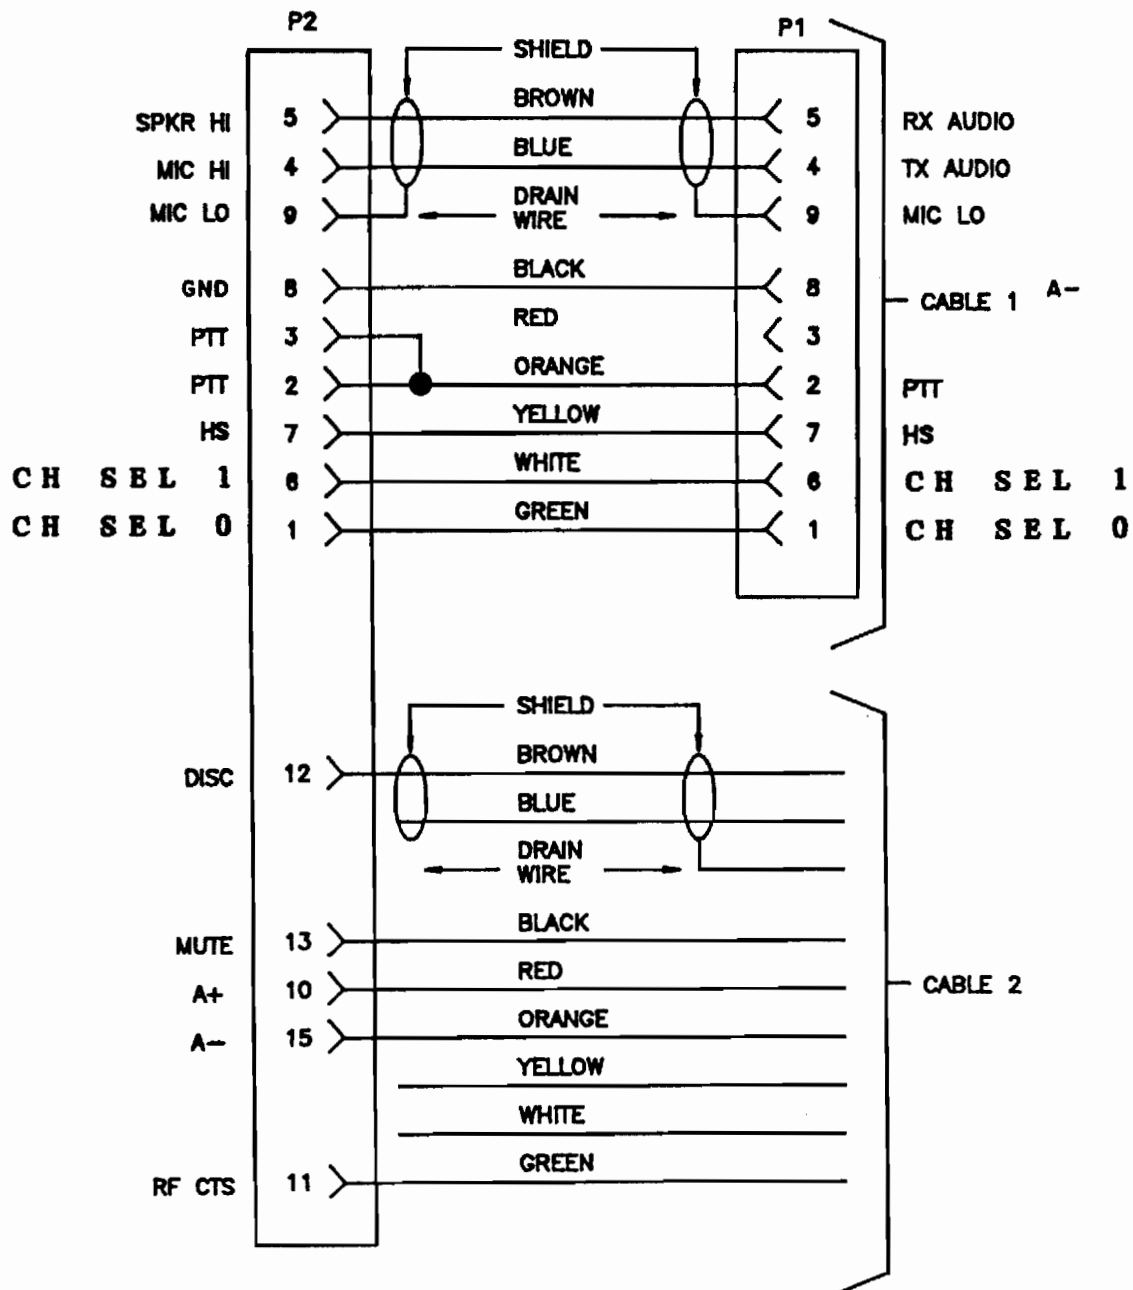 P2 P1
SHIELD
BROWN
SPKR HI 5 5 RX AUDIO
BLUE
MIC HI 4 4 TX AUDIO
DRAIN
MIC LO 9 WIRE 9 MIC LO
BLACK
GND 8 8 A-
CABLE 1
RED
PTT 3 3
ORANGE
PTT 2 2 PTT
YELLOW
HS 7 7 HS
WHITE
CH SEL 1 6 6 CH SEL 1
GREEN
CH SEL 0 1 1 CH SEL 0
SHIELD
BROWN
DISC 12
BLUE
DRAIN
WIRE
BLACK
MUTE 13
RED
A+ 10 CABLE 2
ORANGE
A- 15
YELLOW
WHITE
GREEN
RF CTS 11